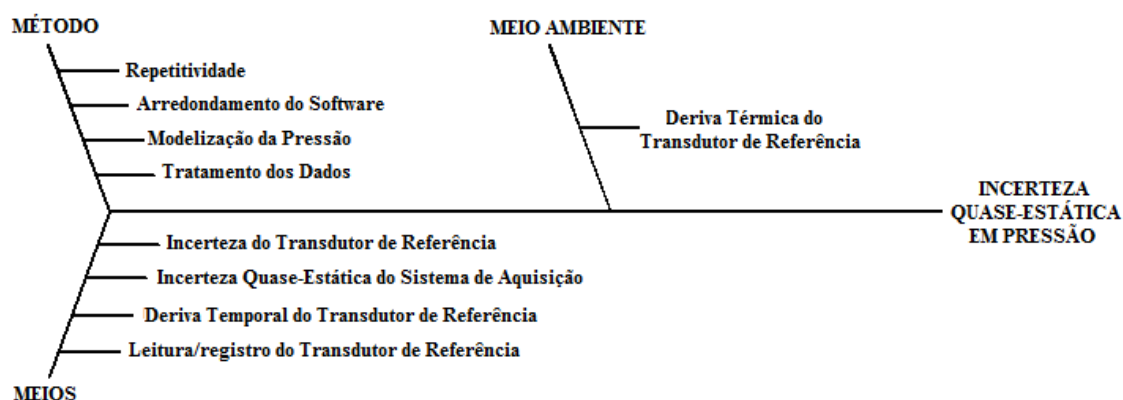 MÉTODO
MEIO AMBIENTE
Repetitividade
Arredondamento do Software
Modelização da Pressão
Tratamento dos Dados
Deriva Térmica do
Transdutor de Referência
INCERTEZA
QUASE-ESTÁTICA
EM PRESSÃO
Incerteza do Transdutor de Referência
Incerteza Quase-Estática do Sistema de Aquisição
Deriva Temporal do Transdutor de Referência
Leitura/registro do Transdutor de Referência
MEIOS